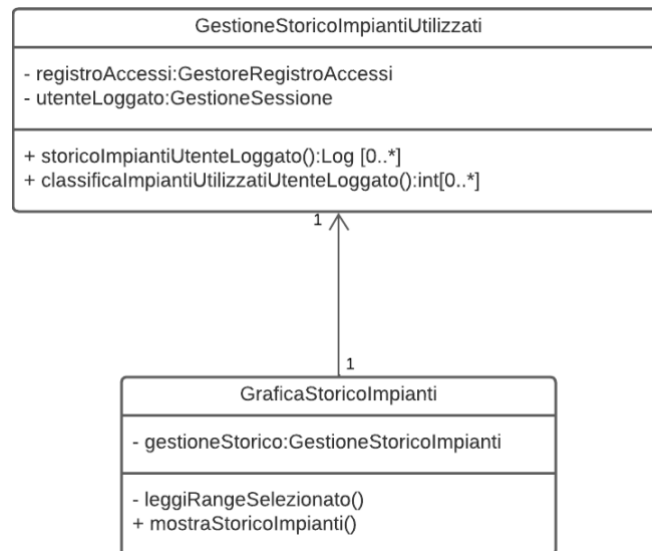 GestioneStoricoImpiantiUtilizzati
- registroAccessi:GestoreRegistroAccessi
- utenteLoggato:GestioneSessione
+ storicoImpiantiUtenteLoggato():Log [0..*]
+ classificaImpiantiUtilizzatiUtenteLoggato():int[0..*]
1
1
GraficaStoricoImpianti
- gestioneStorico:GestioneStoricoImpianti
- leggiRangeSelezionato()
+ mostraStoricoImpianti()